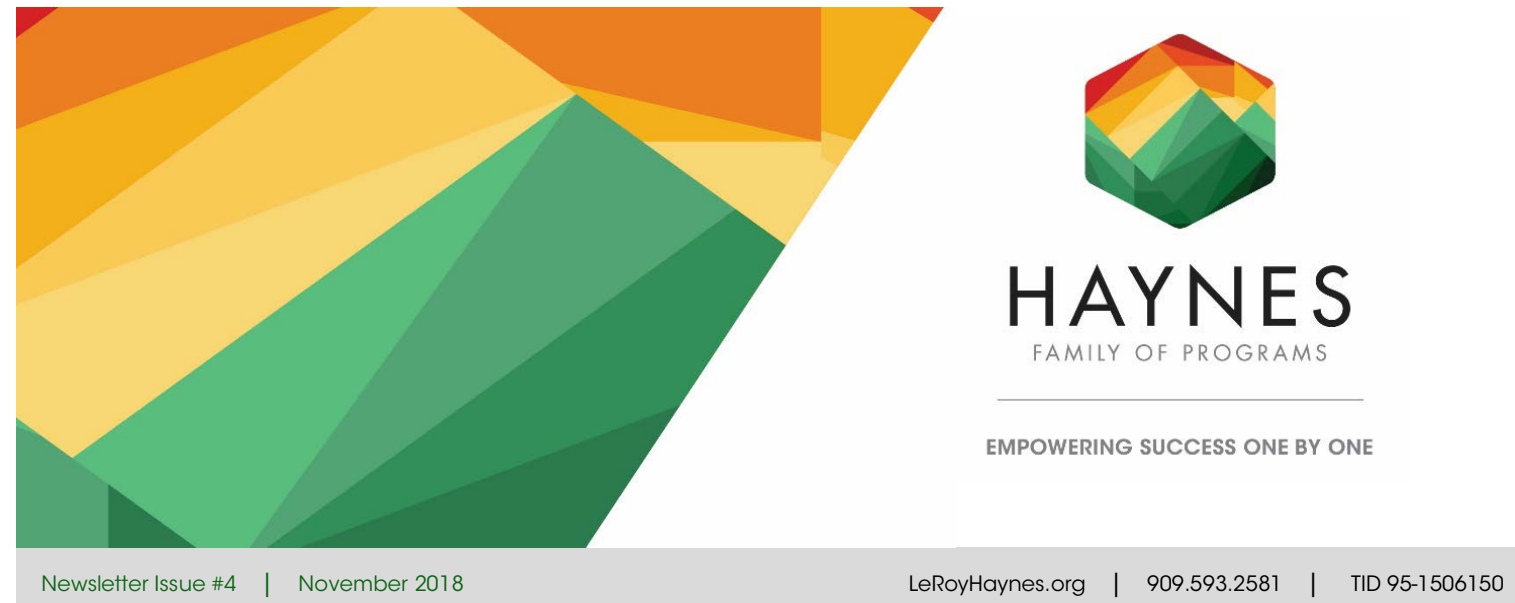 HAYNES
FAMILY OF PROGRAMS
EMPOWERING SUCCESS ONE BY ONE
Newsletter Issue #4 | November 2018 LeRoyHaynes.org | 909.593.2581 | TID 95-1506150